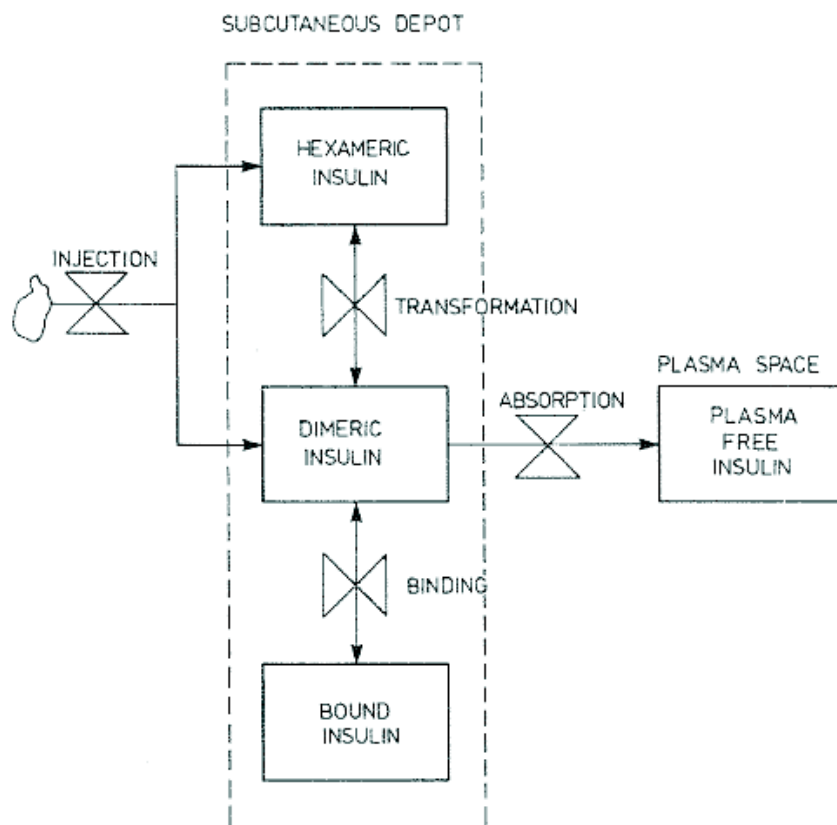 SUBCUTANEOUS DEPOT
HEXAMERIC
INSULIN
INJECTION
TRANSFORMATION
PLASMA SPACE
ABSORPTION
DIMERIC
INSULIN
PLASMA
FREE
INSULIN
BINDING
BOUND
INSULIN